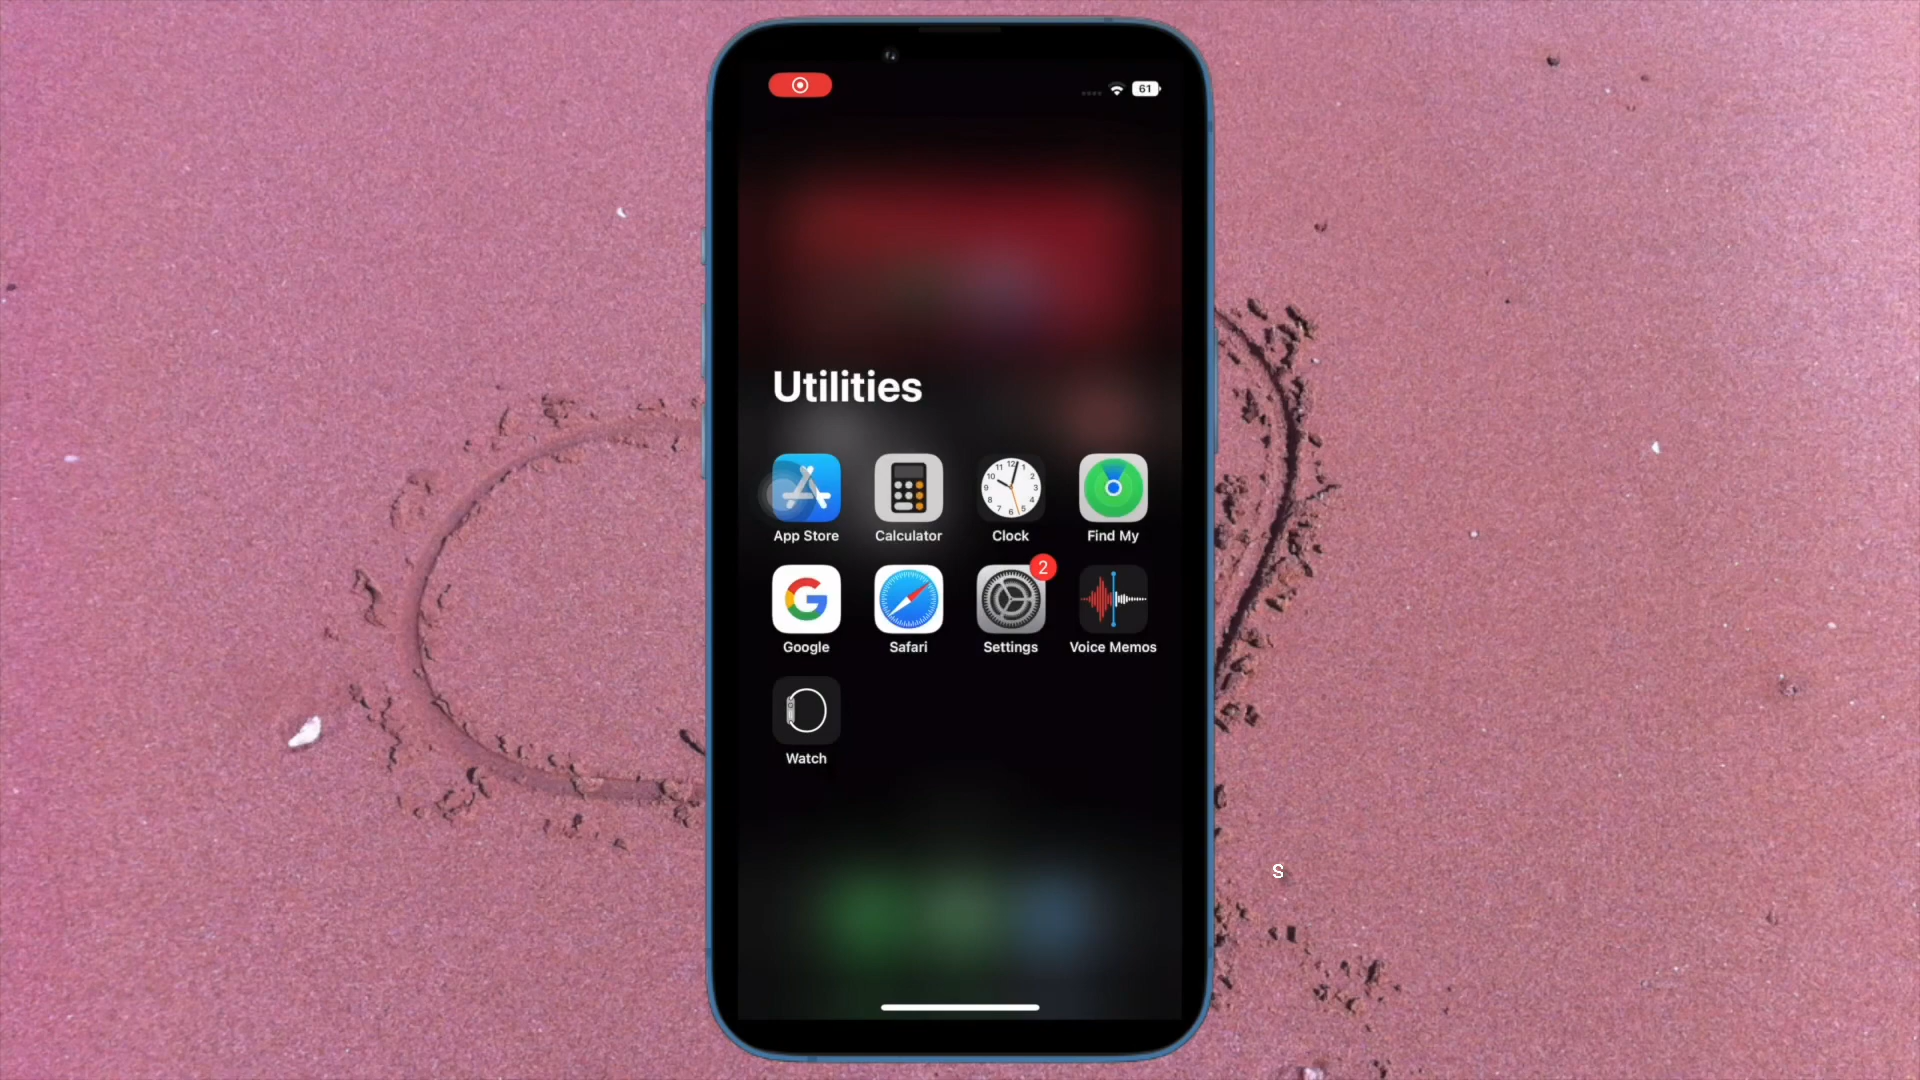 61
Utilities
App Store
Calculator
Clock
Find My
2
Google
Safari
Settings
Voice Memos
Watch
S